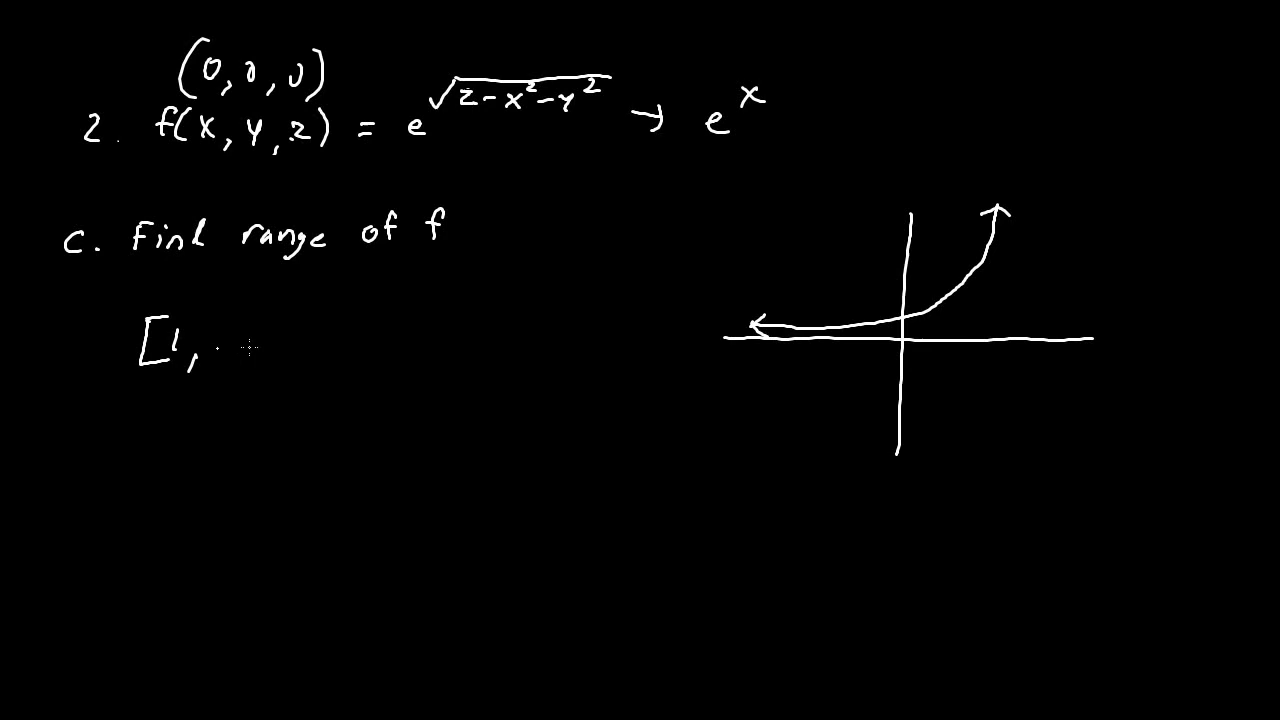 (0, 0, 0)
2. f(x, y, z) = e^√(z-x²-y²) → e^x
c. Find range of f
[1, .